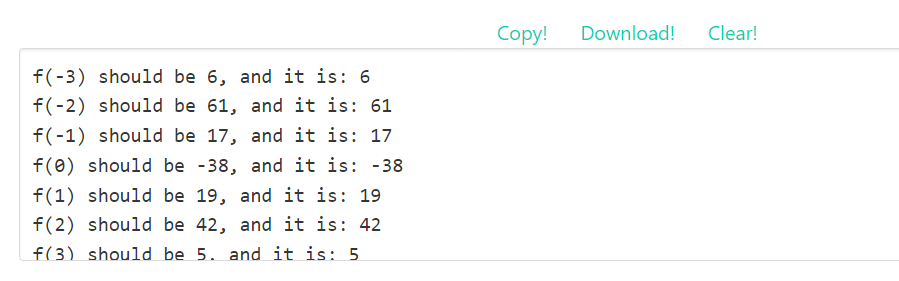 Copy! Download! Clear!
f(-3) should be 6, and it is: 6
f(-2) should be 61, and it is: 61
f(-1) should be 17, and it is: 17
f(0) should be -38, and it is: -38
f(1) should be 19, and it is: 19
f(2) should be 42, and it is: 42
f(3) should be 5, and it is: 5